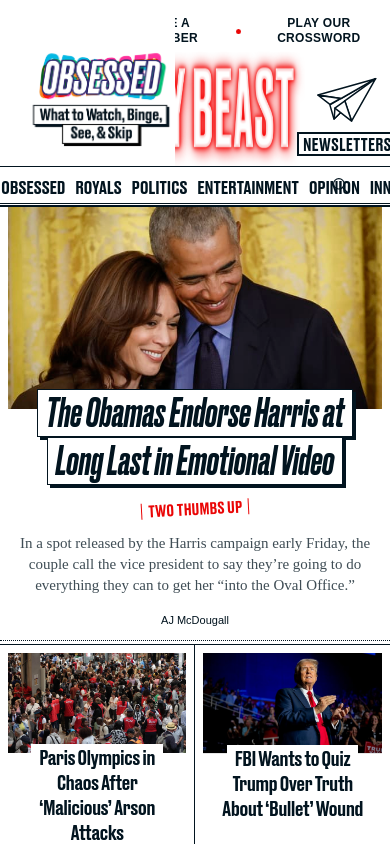 E A
BER
PLAY OUR
CROSSWORD
OBSESSED
What to Watch, Binge,
See, & Skip
Y BEAST
NEWSLETTERS
OBSESSED ROYALS POLITICS ENTERTAINMENT OPINION INN
The Obamas Endorse Harris at
Long Last in Emotional Video
TWO THUMBS UP
In a spot released by the Harris campaign early Friday, the
couple call the vice president to say they’re going to do
everything they can to get her “into the Oval Office.”
AJ McDougall
Paris Olympics in
Chaos After
‘Malicious’ Arson
Attacks
FBI Wants to Quiz
Trump Over Truth
About ‘Bullet’ Wound